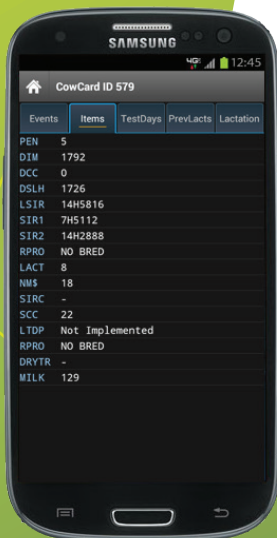 SAMSUNG
4G 12:45
CowCard ID 579
Events Items TestDays PrevLacts Lactation
PEN 5
DIM 1792
DCC 0
DSLH 1726
LSIR 14H5816
SIR1 7H5112
SIR2 14H2888
RPRO NO BRED
LACT 8
NM$ 18
SIRC -
SCC 22
LTDP Not Implemented
RPRO NO BRED
DRYTR -
MILK 129